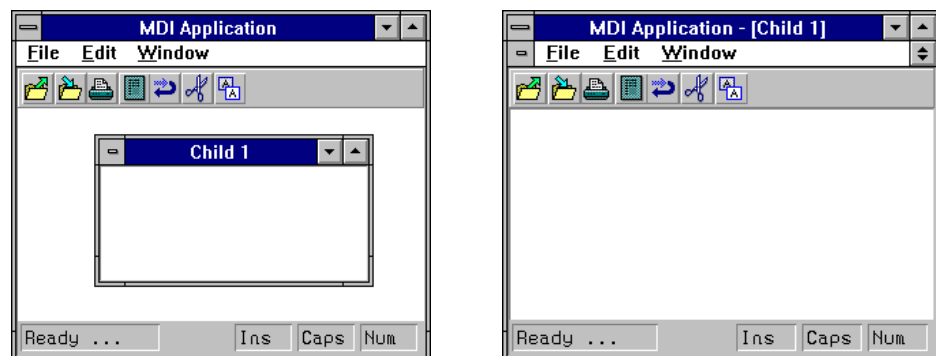 MDI Application
File Edit Window
Child 1
Ready ... Ins Caps Num
MDI Application - [Child 1]
File Edit Window
Ready ... Ins Caps Num